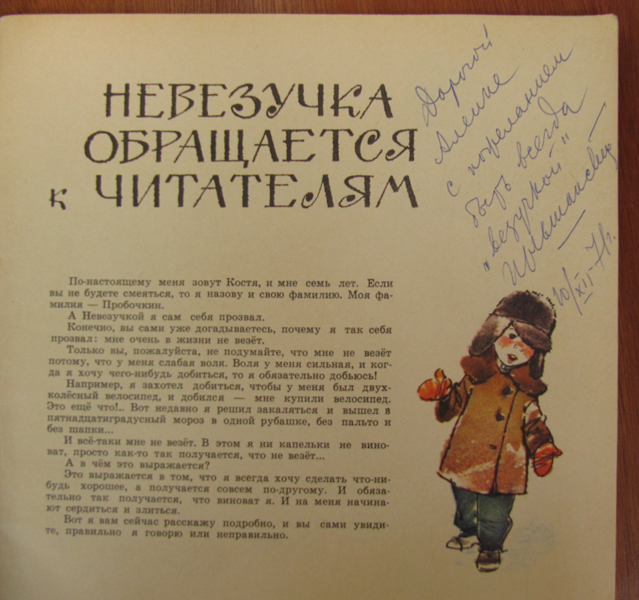 НЕВЕЗУЧКА
ОБРАЩАЕТСЯ
к ЧИТАТЕЛЯМ
По-настоящему меня зовут Костя, и мне семь лет. Если
вы не будете смеяться, то я назову и свою фамилию. Моя фа-
милия — Пробочкин.
А Невезучкой я сам себя прозвал.
Конечно, вы сами уже догадываетесь, почему я так себя
прозвал: мне очень в жизни не везёт.
Только вы, пожалуйста, не подумайте, что мне не везёт
потому, что у меня слабая воля. Воля у меня сильная, и ког-
да я хочу чего-нибудь добиться, то я обязательно добьюсь!
Например, я захотел добиться, чтобы у меня был двух-
колёсный велосипед, и добился — мне купили велосипед.
Это ещё что!.. Вот недавно я решил закаляться и вышел в
пятнадцатиградусный мороз в одной рубашке, без пальто и
без шапки...
И всё-таки мне не везёт. В этом я ни капельки не вино-
ват, просто как-то так получается, что не везёт...
А в чём это выражается?
Это выражается в том, что я всегда хочу сделать что-ни-
будь хорошее, а получается совсем по-другому. И обяза-
тельно так получается, что виноват я. И на меня начина-
ют сердиться и злиться.
Вот я вам сейчас расскажу подробно, и вы сами увиди-
те, правильно я говорю или неправильно.
Дорогой
Аленке
с пожеланием
быть всегда
"везучкой"
10/XII-71г.